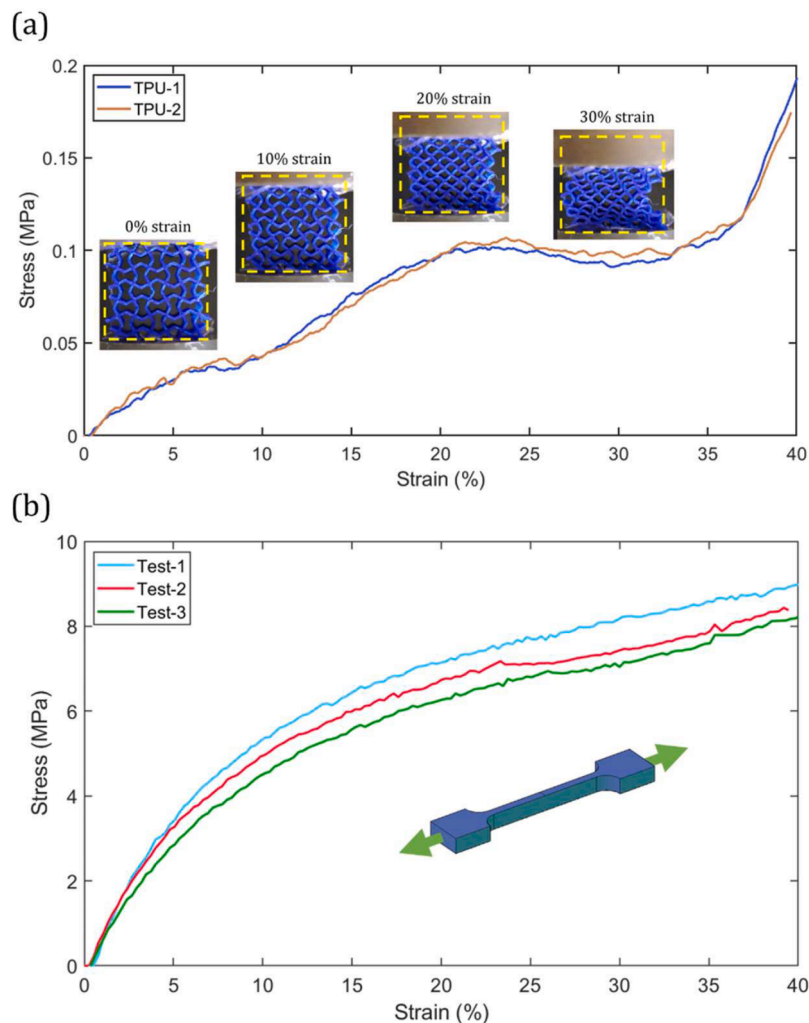 (a)
0.2
TPU-1
TPU-2
20% strain
30% strain
0.15
10% strain
Stress (MPa)
0% strain
0.1
0.05
0
0 5 10 15 20 25 30 35 40
Strain (%)
(b)
10
Test-1
Test-2
Test-3
8
6
Stress (MPa)
4
2
0
0 5 10 15 20 25 30 35 40
Strain (%)